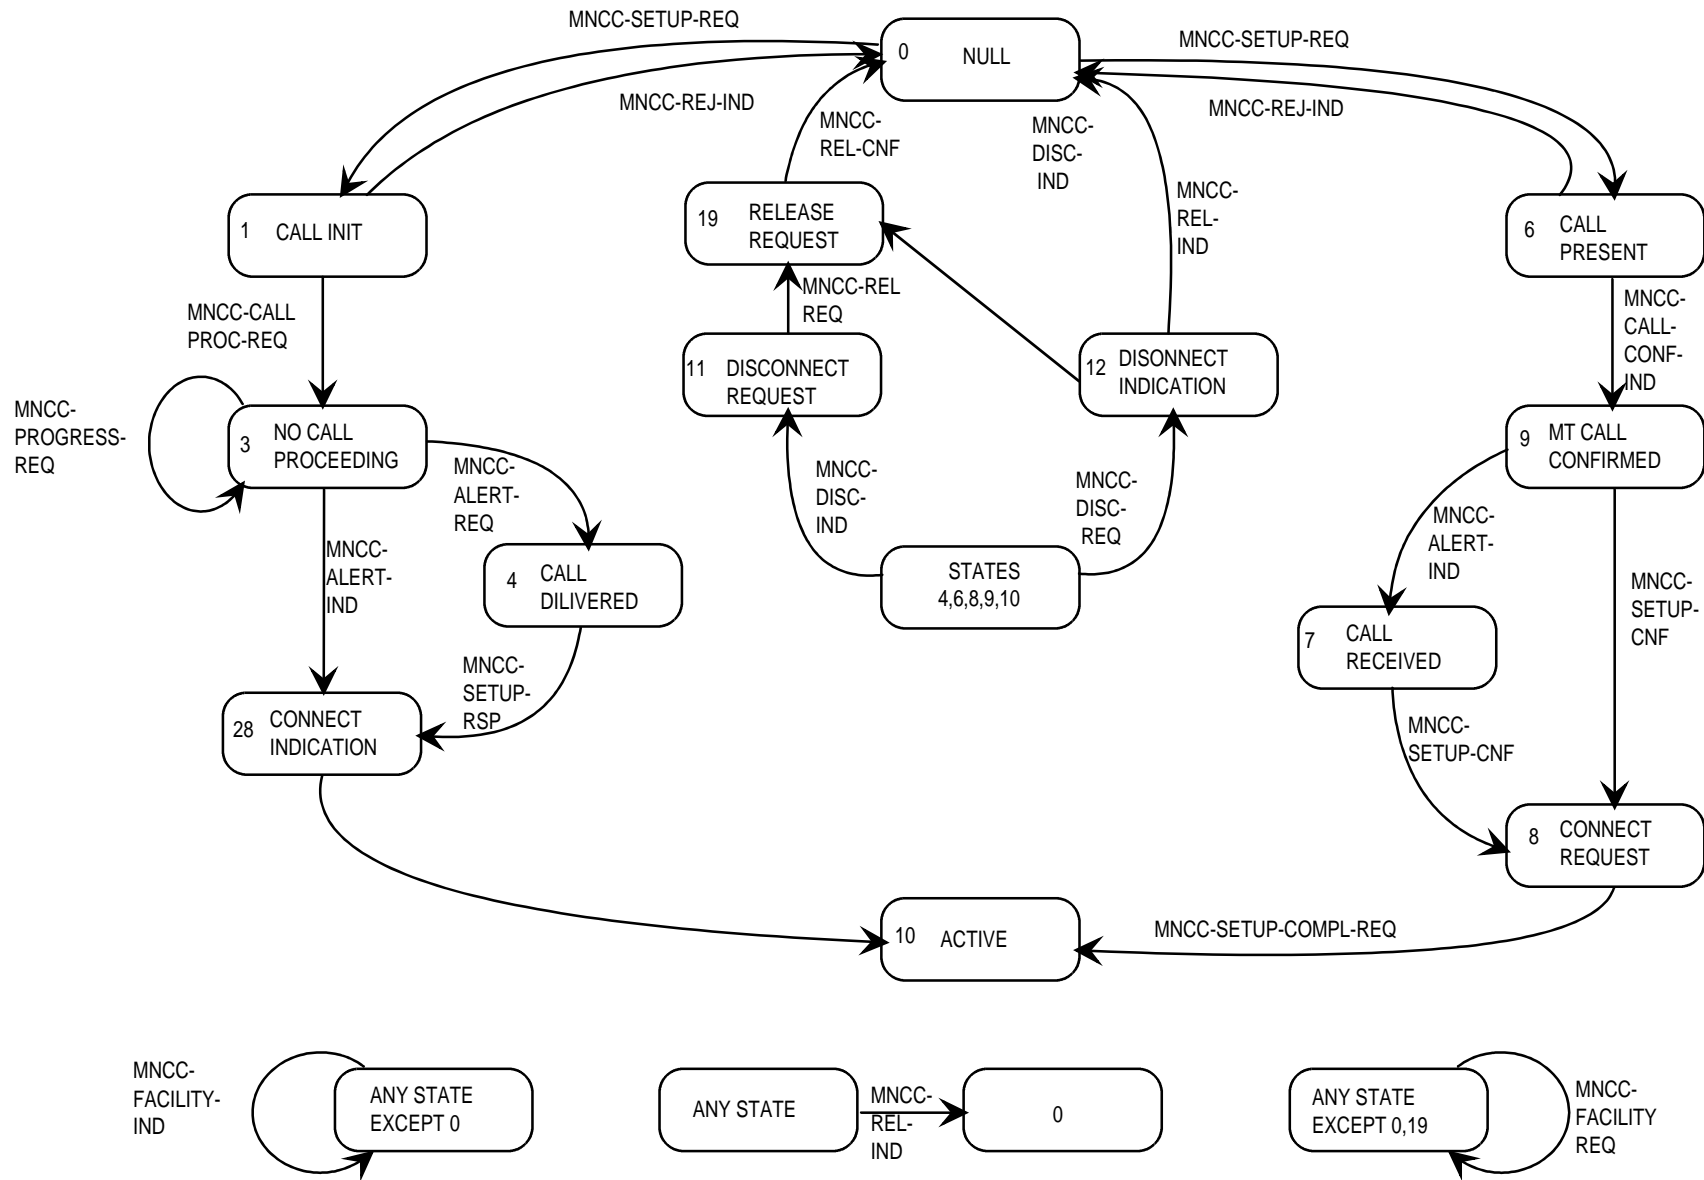 MNCC-SETUP-REQ
0 NULL
MNCC-SETUP-REQ
MNCC-REJ-IND
MNCC-REJ-IND
MNCC-
REL-CNF
MNCC-
DISC-
IND
MNCC-
REL-
IND
1 CALL INIT
19 RELEASE
REQUEST
6 CALL
PRESENT
MNCC-CALL
PROC-REQ
MNCC-REL
REQ
MNCC-
CALL-
CONF-
IND
11 DISCONNECT
REQUEST
12 DISONNECT
INDICATION
MNCC-
PROGRESS-
REQ
3 NO CALL
PROCEEDING
9 MT CALL
CONFIRMED
MNCC-
ALERT-
REQ
MNCC-
DISC-
IND
MNCC-
DISC-
REQ
MNCC-
ALERT-
IND
MNCC-
ALERT-
IND
4 CALL
DILIVERED
STATES
4,6,8,9,10
MNCC-
SETUP-
CNF
7 CALL
RECEIVED
MNCC-
SETUP-
RSP
28 CONNECT
INDICATION
MNCC-
SETUP-CNF
8 CONNECT
REQUEST
10 ACTIVE
MNCC-SETUP-COMPL-REQ
MNCC-
FACILITY-
IND
ANY STATE
EXCEPT 0
ANY STATE
MNCC-
REL-
IND
0
ANY STATE
EXCEPT 0,19
MNCC-
FACILITY
REQ